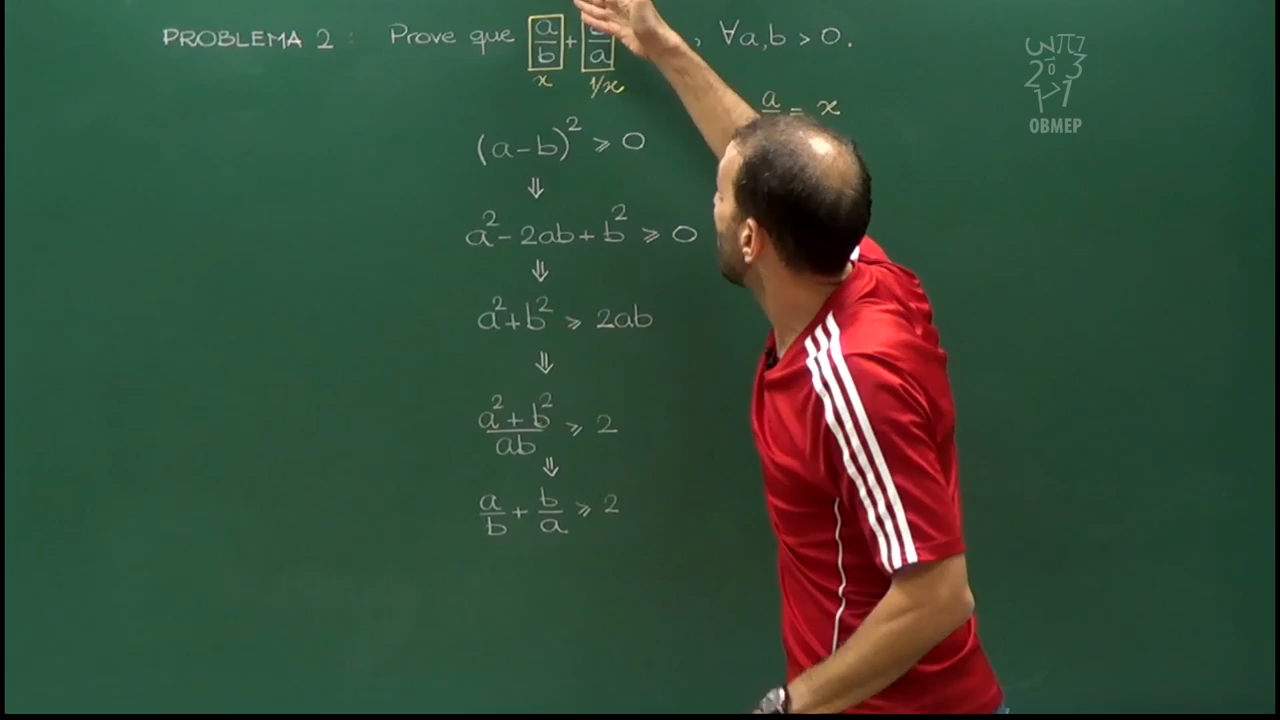 PROBLEMA 2: Prove que a/b + b/a , ∀a,b > 0.
x 1/x
a = x
(a-b)² ≥ 0
⇓
a² - 2ab + b² ≥ 0
⇓
a² + b² ≥ 2ab
⇓
a² + b² / ab ≥ 2
⇓
a/b + b/a ≥ 2
OBMEP